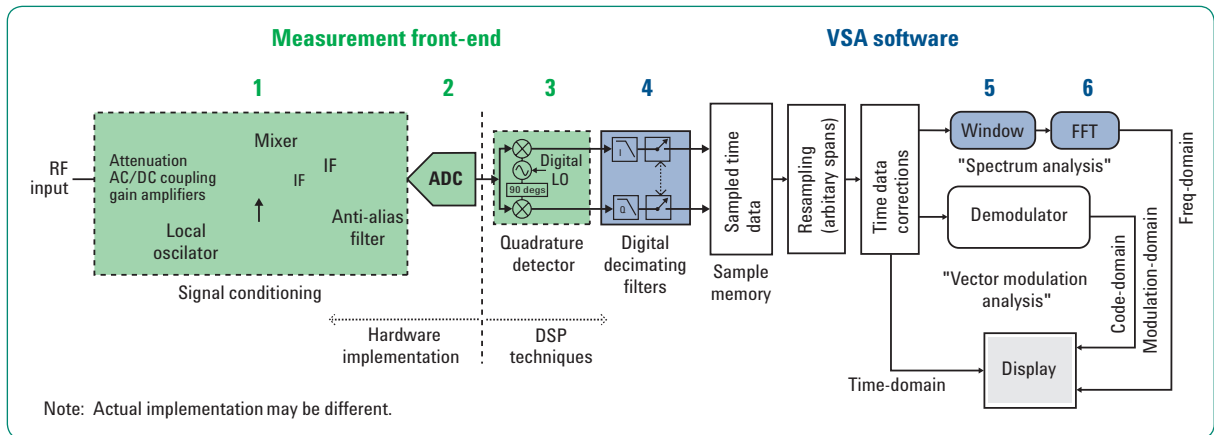 Measurement front-end
VSA software
1
2
3
4
5
6
RF
input
Attenuation
AC/DC coupling
gain amplifiers
Mixer
IF
IF
Local
oscilator
Anti-alias
filter
Signal conditioning
ADC
Digital
LO
90 degs
Quadrature
detector
I
Q
Digital
decimating
filters
Sampled time
data
Sample
memory
Resampling
(arbitary spans)
Time data
corrections
Window
FFT
"Spectrum analysis"
Demodulator
"Vector modulation
analysis"
Freq-domain
Code-domain
Modulation-domain
Time-domain
Display
Hardware
implementation
DSP
techniques
Note: Actual implementation may be different.